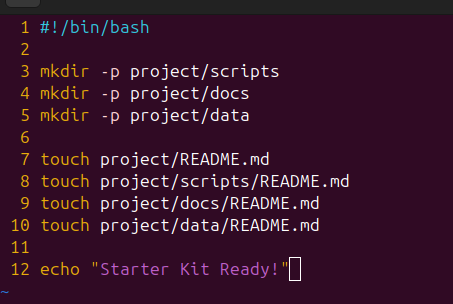 1 #!/bin/bash
2
3 mkdir -p project/scripts
4 mkdir -p project/docs
5 mkdir -p project/data
6
7 touch project/README.md
8 touch project/scripts/README.md
9 touch project/docs/README.md
10 touch project/data/README.md
11
12 echo "Starter Kit Ready!"
~